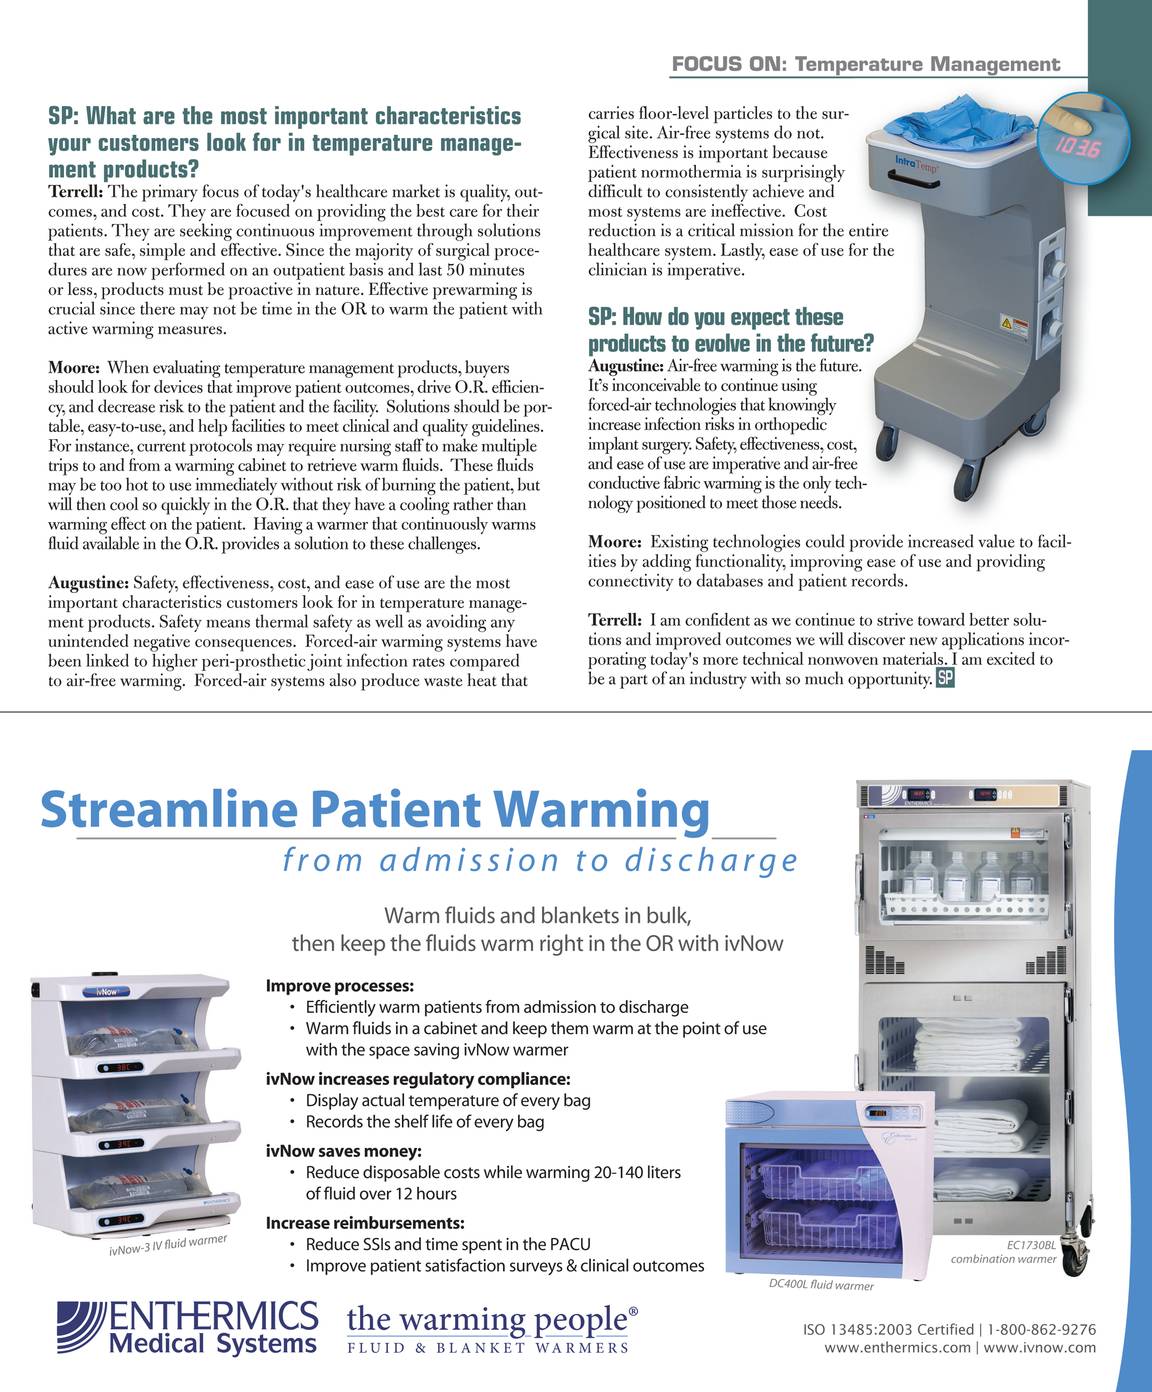 FOCUS ON: Temperature Management
SP: What are the most important characteristics
your customers look for in temperature manage-
ment products?
Terrell: The primary focus of today's healthcare market is quality, out-
comes, and cost. They are focused on providing the best care for their
patients. They are seeking continuous improvement through solutions
that are safe, simple and effective. Since the majority of surgical proce-
dures are now performed on an outpatient basis and last 50 minutes
or less, products must be proactive in nature. Effective prewarming is
crucial since there may not be time in the OR to warm the patient with
active warming measures.
Moore: When evaluating temperature management products, buyers
should look for devices that improve patient outcomes, drive O.R. efficien-
cy, and decrease risk to the patient and the facility. Solutions should be por-
table, easy-to-use, and help facilities to meet clinical and quality guidelines.
For instance, current protocols may require nursing staff to make multiple
trips to and from a warming cabinet to retrieve warm fluids. These fluids
may be too hot to use immediately without risk of burning the patient, but
will then cool so quickly in the O.R. that they have a cooling rather than
warming effect on the patient. Having a warmer that continuously warms
fluid available in the O.R. provides a solution to these challenges.
Augustine: Safety, effectiveness, cost, and ease of use are the most
important characteristics customers look for in temperature manage-
ment products. Safety means thermal safety as well as avoiding any
unintended negative consequences. Forced-air warming systems have
been linked to higher peri-prosthetic joint infection rates compared
to air-free warming. Forced-air systems also produce waste heat that
carries floor-level particles to the sur-
gical site. Air-free systems do not.
Effectiveness is important because
patient normothermia is surprisingly
difficult to consistently achieve and
most systems are ineffective. Cost
reduction is a critical mission for the entire
healthcare system. Lastly, ease of use for the
clinician is imperative.
IntraTemp
103.6
SP: How do you expect these
products to evolve in the future?
Augustine: Air-free warming is the future.
It's inconceivable to continue using
forced-air technologies that knowingly
increase infection risks in orthopedic
implant surgery. Safety, effectiveness, cost,
and ease of use are imperative and air-free
conductive fabric warming is the only tech-
nology positioned to meet those needs.
Moore: Existing technologies could provide increased value to facil-
ities by adding functionality, improving ease of use and providing
connectivity to databases and patient records.
Terrell: I am confident as we continue to strive toward better solu-
tions and improved outcomes we will discover new applications incor-
porating today's more technical nonwoven materials. I am excited to
be a part of an industry with so much opportunity. SP
Streamline Patient Warming
from admission to discharge
Warm fluids and blankets in bulk,
then keep the fluids warm right in the OR with ivNow
Improve processes:
• Efficiently warm patients from admission to discharge
• Warm fluids in a cabinet and keep them warm at the point of use
with the space saving ivNow warmer
ivNow increases regulatory compliance:
• Display actual temperature of every bag
• Records the shelf life of every bag
ivNow saves money:
• Reduce disposable costs while warming 20-140 liters
of fluid over 12 hours
Increase reimbursements:
• Reduce SSIs and time spent in the PACU
• Improve patient satisfaction surveys & clinical outcomes
ivNow
ivNow-3 IV fluid warmer
DC400L fluid warmer
EC1730BL
combination warmer
ENTHERMICS
Medical Systems
the warming people®
FLUID & BLANKET WARMERS
ISO 13485:2003 Certified | 1-800-862-9276
www.enthermics.com | www.ivnow.com